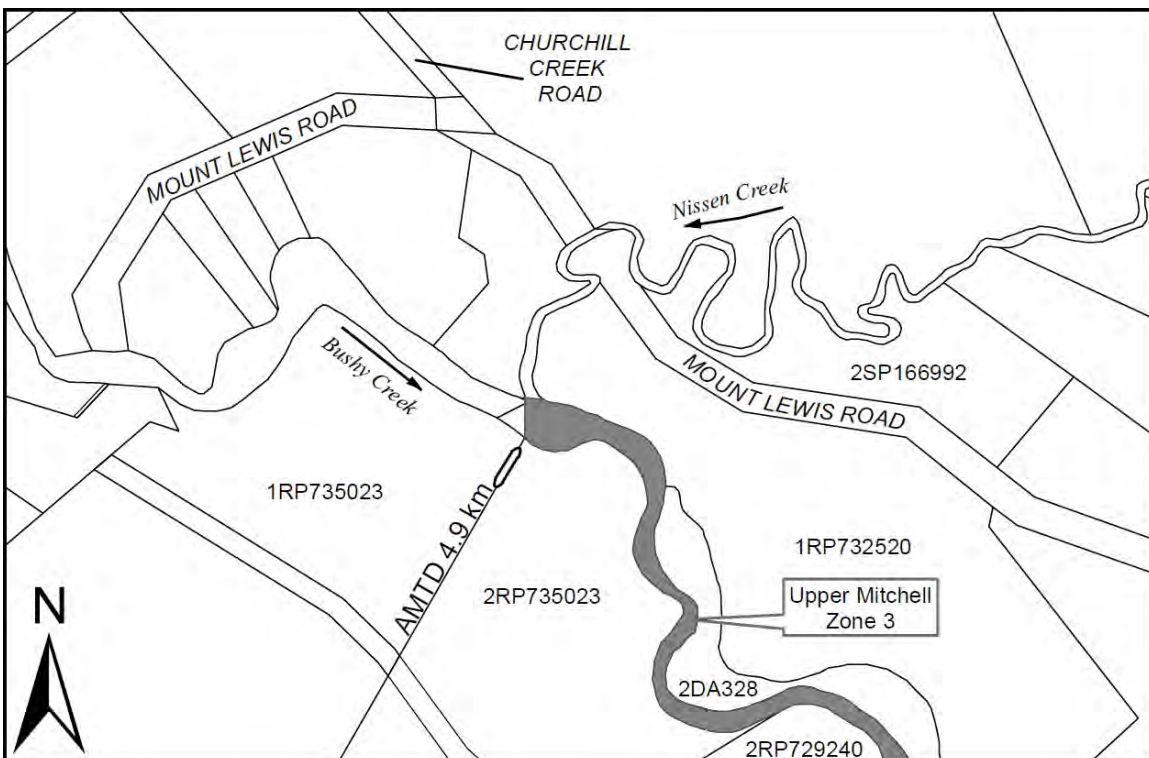 CHURCHILL
CREEK
ROAD
MOUNT LEWIS ROAD
Nissen Creek
Bushy Creek
MOUNT LEWIS ROAD
2SP166992
1RP735023
AMTD 4.9 km
1RP732520
2RP735023
Upper Mitchell
Zone 3
N
2DA328
2RP729240